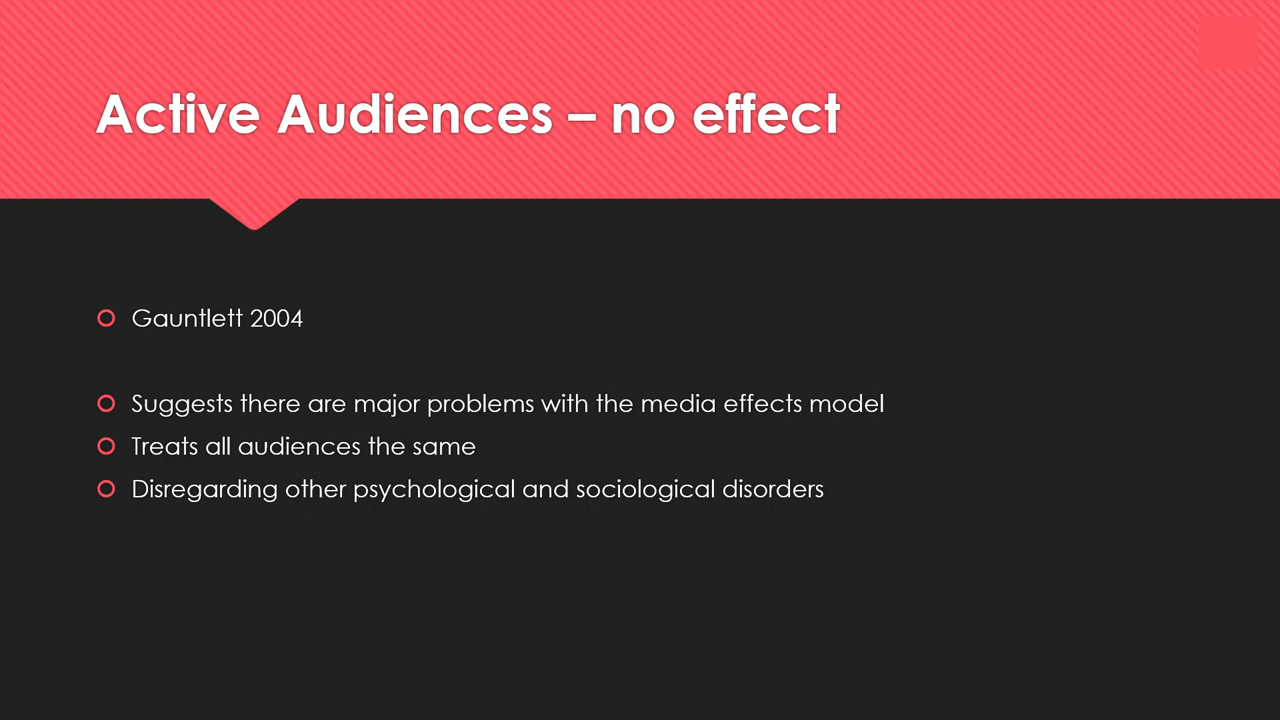 Active Audiences – no effect
Gauntlett 2004
Suggests there are major problems with the media effects model
Treats all audiences the same
Disregarding other psychological and sociological disorders